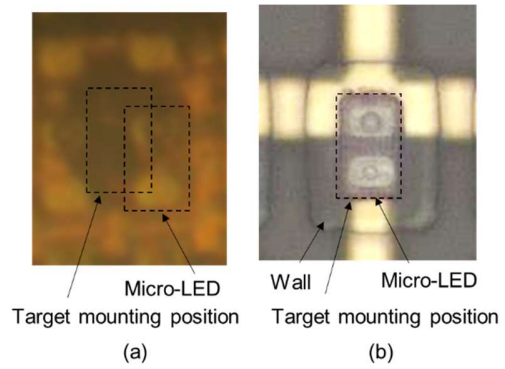 Micro-LED
Target mounting position
(a)
Wall
Micro-LED
Target mounting position
(b)